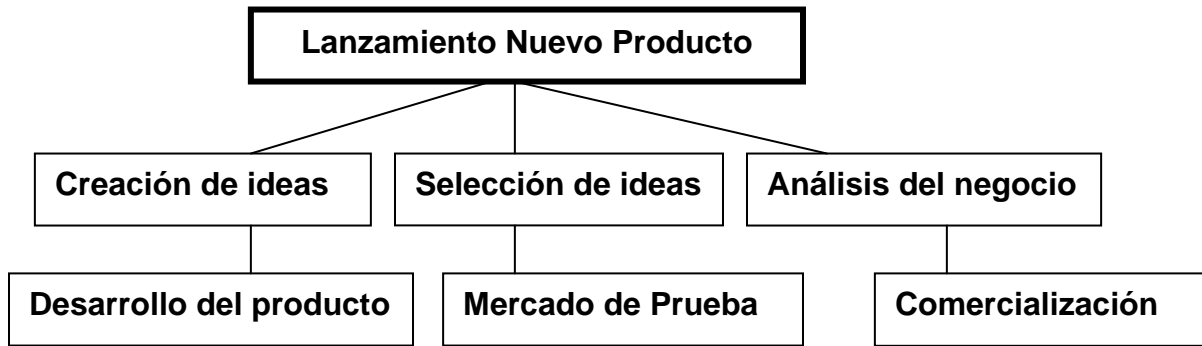 Lanzamiento Nuevo Producto
Creación de ideas
Selección de ideas
Análisis del negocio
Desarrollo del producto
Mercado de Prueba
Comercialización